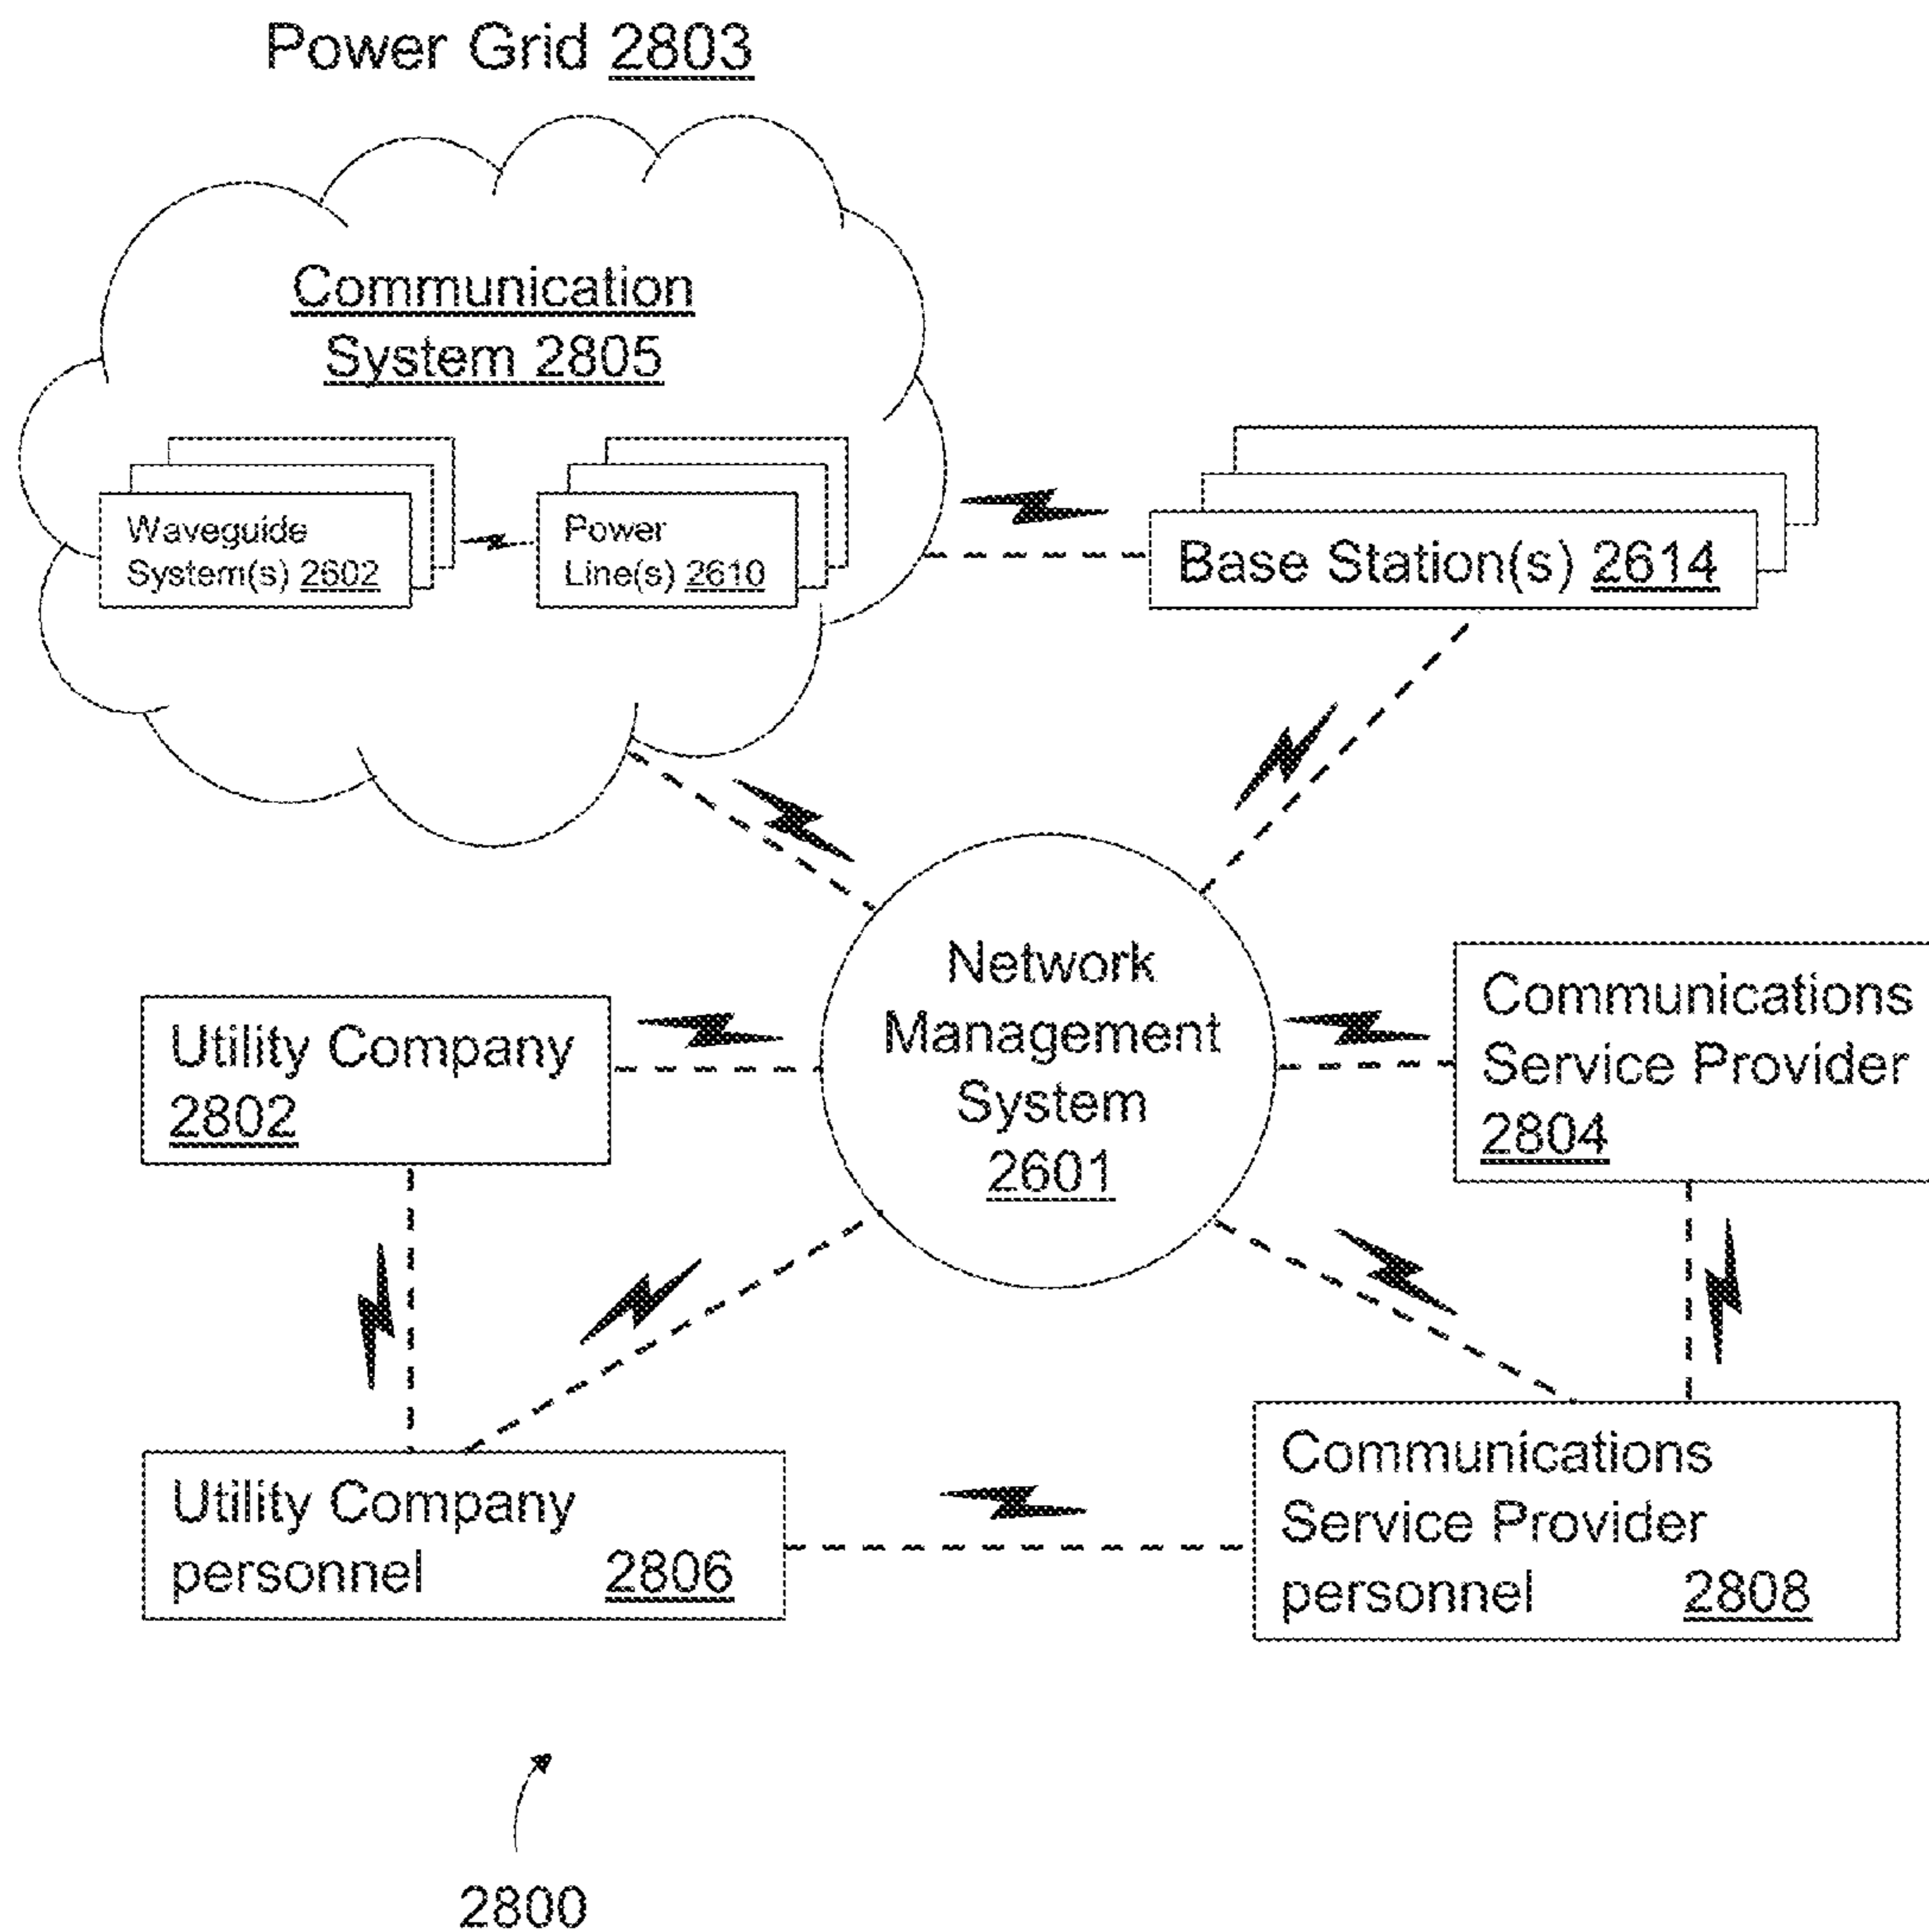 Power Grid 2803
Communication
System 2805
Waveguide
System(s) 2602
Power
Line(s) 2610
Base Station(s) 2614
Network
Management
System
2601
Utility Company
2802
Communications
Service Provider
2804
Utility Company
personnel 2806
Communications
Service Provider
personnel 2808
2800